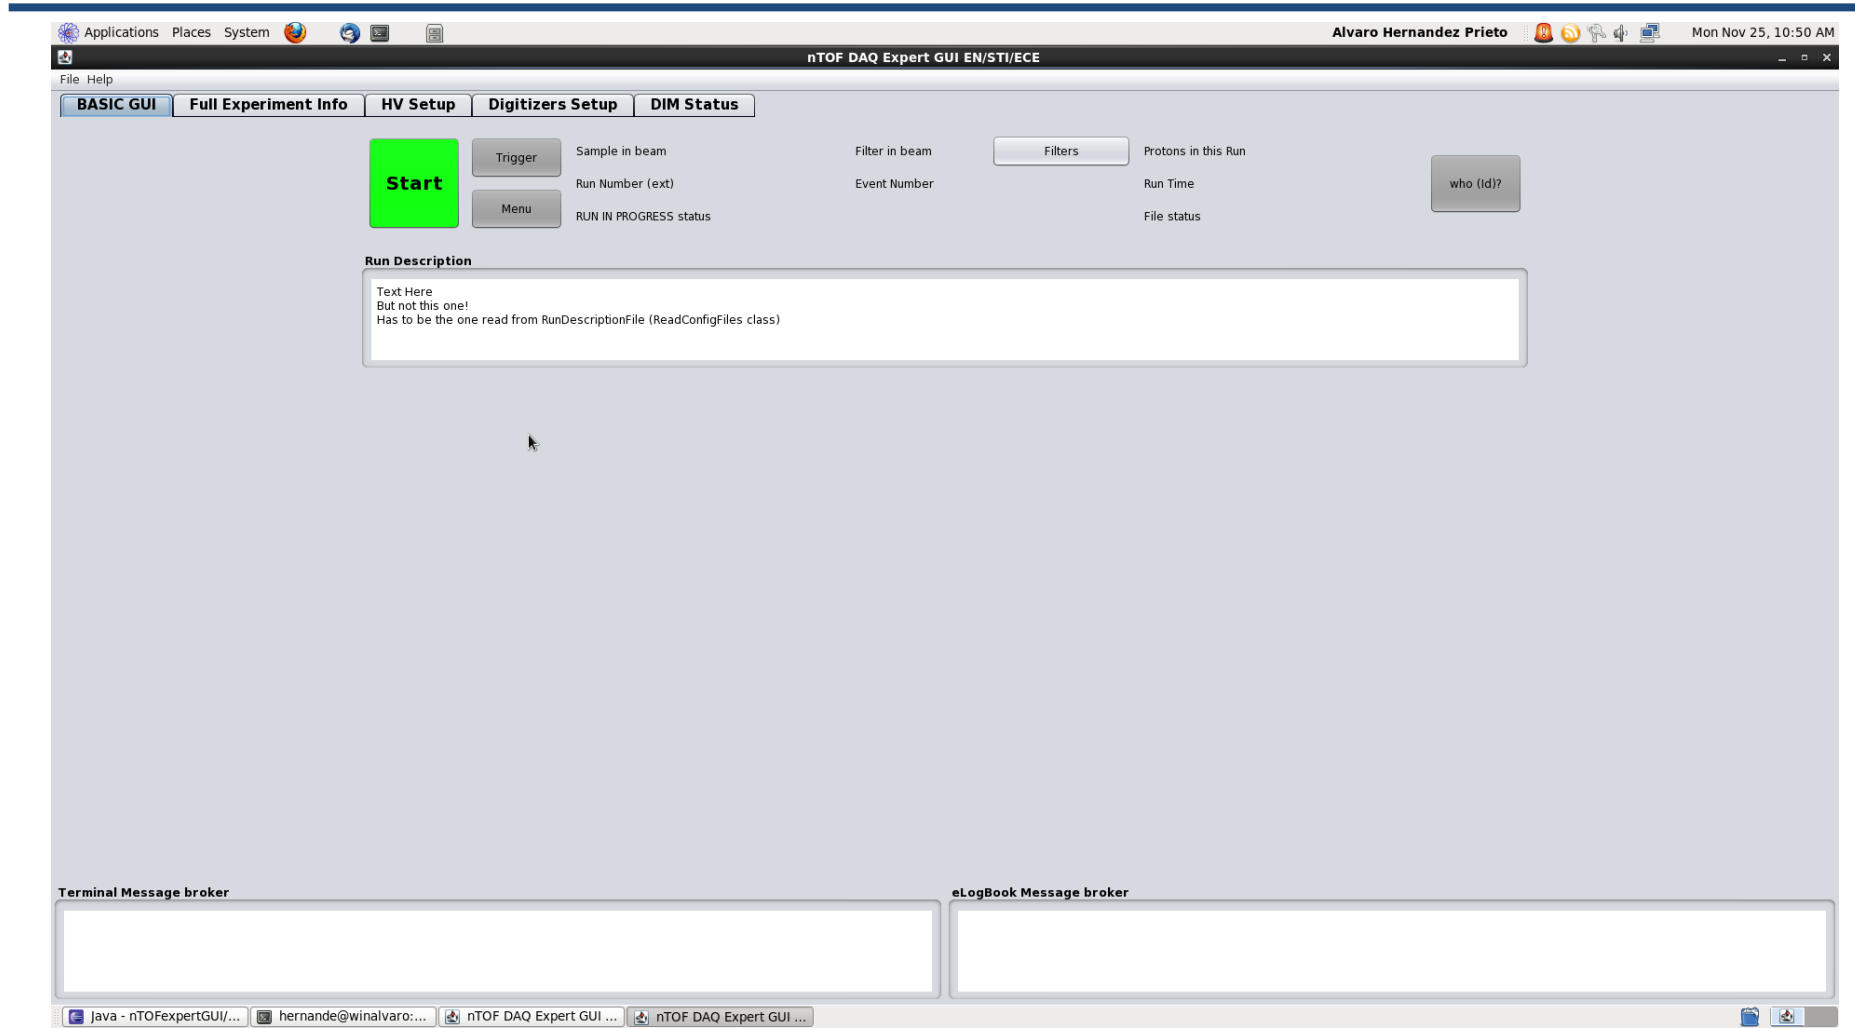 Applications Places System Alvaro Hernandez Prieto Mon Nov 25, 10:50 AM
nTOF DAQ Expert GUI EN/STI/ECE
File Help
BASIC GUI Full Experiment Info HV Setup Digitizers Setup DIM Status
Start
Trigger
Menu
Sample in beam Filter in beam Filters Protons in this Run
Run Number (ext) Event Number Run Time who (Id)?
RUN IN PROGRESS status File status
Run Description
Text Here
But not this one!
Has to be the one read from RunDescriptionFile (ReadConfigFiles class)
Terminal Message broker eLogBook Message broker
Java - nTOFexpertGUI/... hernande@winalvaro:... nTOF DAQ Expert GUI ... nTOF DAQ Expert GUI ...